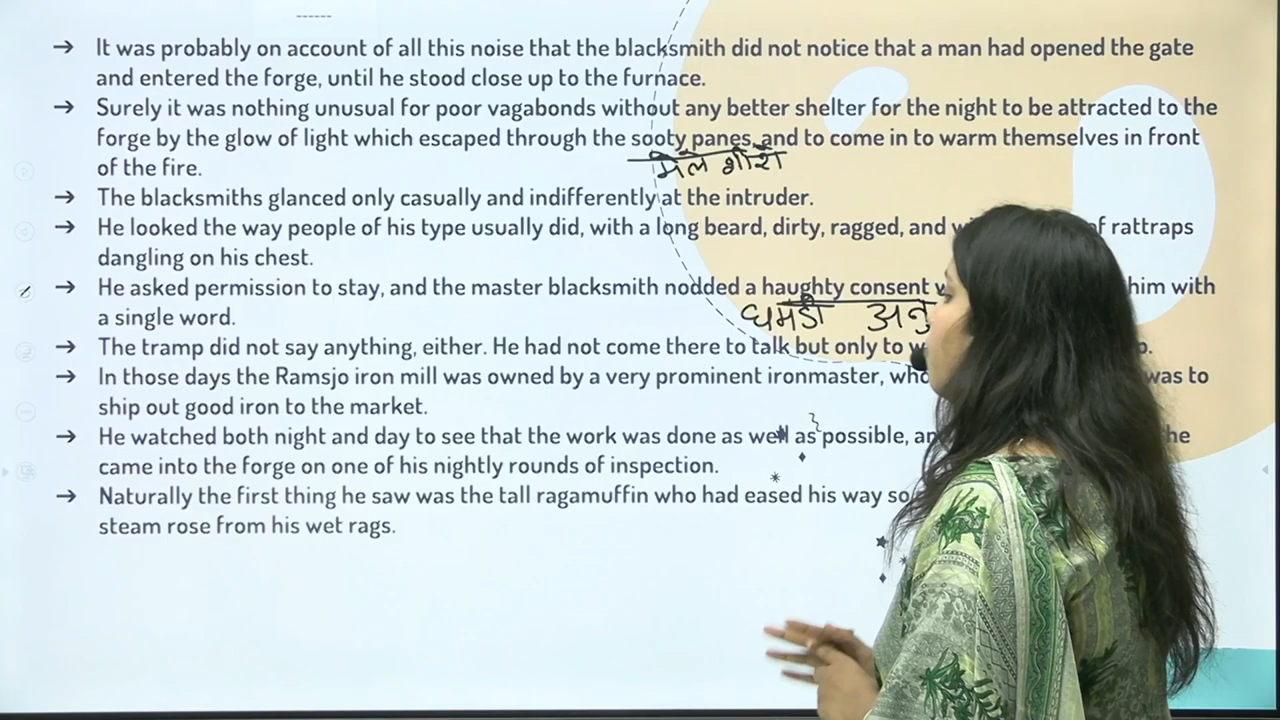 → It was probably on account of all this noise that the blacksmith did not notice that a man had opened the gate
and entered the forge, until he stood close up to the furnace.
→ Surely it was nothing unusual for poor vagabonds without any better shelter for the night to be attracted to the
forge by the glow of light which escaped through the sooty panes, and to come in to warm themselves in front
मैले शीशे
of the fire.
→ The blacksmiths glanced only casually and indifferently at the intruder.
→ He looked the way people of his type usually did, with a long beard, dirty, ragged, and of rattraps
dangling on his chest.
→ He asked permission to stay, and the master blacksmith nodded a haughty consent him with
a single word.
घमंडी
→ The tramp did not say anything, either. He had not come there to talk but only to
→ In those days the Ramsjo iron mill was owned by a very prominent ironmaster, was to
ship out good iron to the market.
→ He watched both night and day to see that the work was done as well as possible, he
came into the forge on one of his nightly rounds of inspection.
→ Naturally the first thing he saw was the tall ragamuffin who had eased his way so
steam rose from his wet rags.